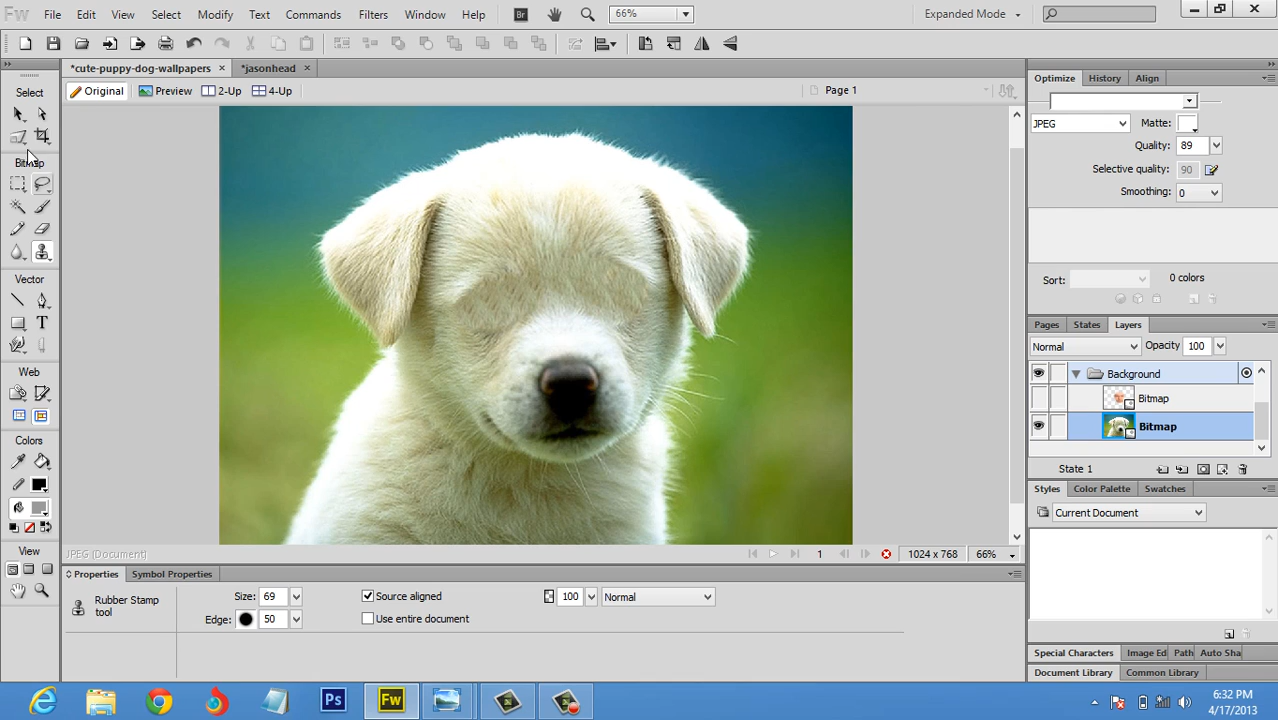 Fw File Edit View Select Modify Text Commands Filters Window Help Br 66% Expanded Mode
*cute-puppy-dog-wallpapers × *jasonhead ×
Original Preview 2-Up 4-Up Page 1
Select
Bitmap
Vector
T
Web
Colors
View
JPEG (Document) 1 1024 x 768 66%
Properties Symbol Properties
Rubber Stamp tool
Size: 69
Edge: 50
Source aligned
Use entire document
100 Normal
Optimize History Align
JPEG Matte:
Quality: 89
Selective quality: 90
Smoothing: 0
Sort: 0 colors
Pages States Layers
Normal Opacity 100
Background
Bitmap
Bitmap
State 1
Styles Color Palette Swatches
Current Document
Special Characters Image Ed Path Auto Sha
Document Library Common Library
Ps Fw
6:32 PM
4/17/2013